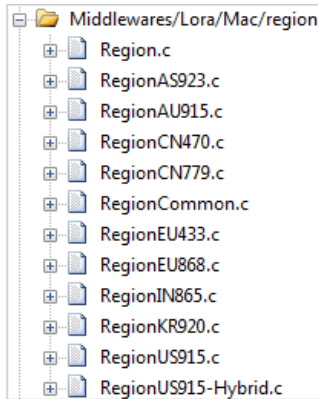 Middlewares/Lora/Mac/region
Region.c
RegionAS923.c
RegionAU915.c
RegionCN470.c
RegionCN779.c
RegionCommon.c
RegionEU433.c
RegionEU868.c
RegionIN865.c
RegionKR920.c
RegionUS915.c
RegionUS915-Hybrid.c